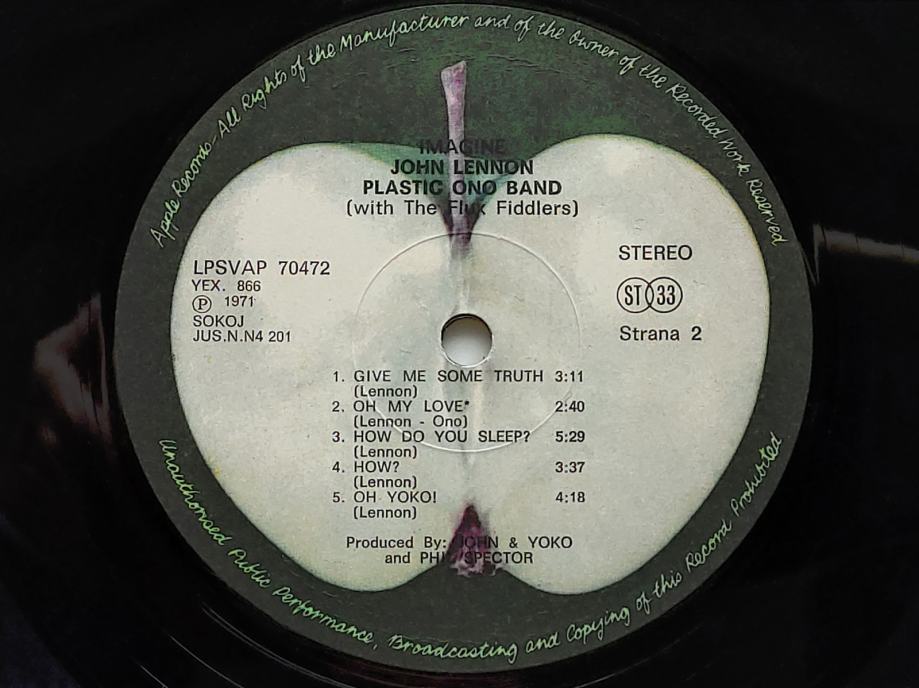 Apple Records-All Rights of the Manufacturer and of the Owner of the Recorded Work Reserved
IMAGINE
JOHN LENNON
PLASTIC ONO BAND
(with The Flux Fiddlers)
LPSVAP 70472
YEX. 866
Ⓟ 1971
SOKOJ
JUS.N.N4 201
STEREO
ST 33
Strana 2
1. GIVE ME SOME TRUTH 3:11
(Lennon)
2. OH MY LOVE* 2:40
(Lennon - Ono)
3. HOW DO YOU SLEEP? 5:29
(Lennon)
4. HOW? 3:37
(Lennon)
5. OH YOKO! 4:18
(Lennon)
Produced By: JOHN & YOKO
and PHIL SPECTOR
Unauthorised Public Performance, Broadcasting and Copying of this Record Prohibited